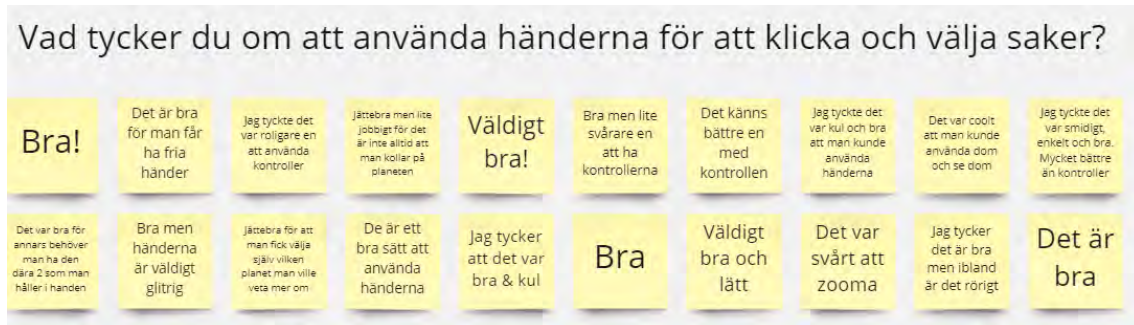 Vad tycker du om att använda händerna för att klicka och välja saker?
Bra!
Det är bra
för man får
ha fria
händer
Jag tyckte det
var roligare en
att använda
kontroller
Jättebra men lite
jobbigt för det
är inte alltid att
man kollar på
planeten
Väldigt
bra!
Bra men lite
svårare en
att ha
kontrollerna
Det känns
bättre en
med
kontrollen
Jag tyckte det
var kul och bra
att man kunde
använda
händerna
Det var coolt
att man kunde
använda dom
och se dom
Jag tyckte det
var smidigt,
enkelt och bra.
Mycket bättre
än kontroller
Det var bra för
annars behöver
man ha den
dära 2 som man
håller i handen
Bra men
händerna
är väldigt
glitrig
Jättebra för att
man fick välja
själv vilken
planet man ville
veta mer om
De är ett
bra sätt att
använda
händerna
Jag tycker
att det var
bra & kul
Bra
Väldigt
bra och
lätt
Det var
svårt att
zooma
Jag tycker
det är bra
men ibland
är det rörigt
Det är
bra